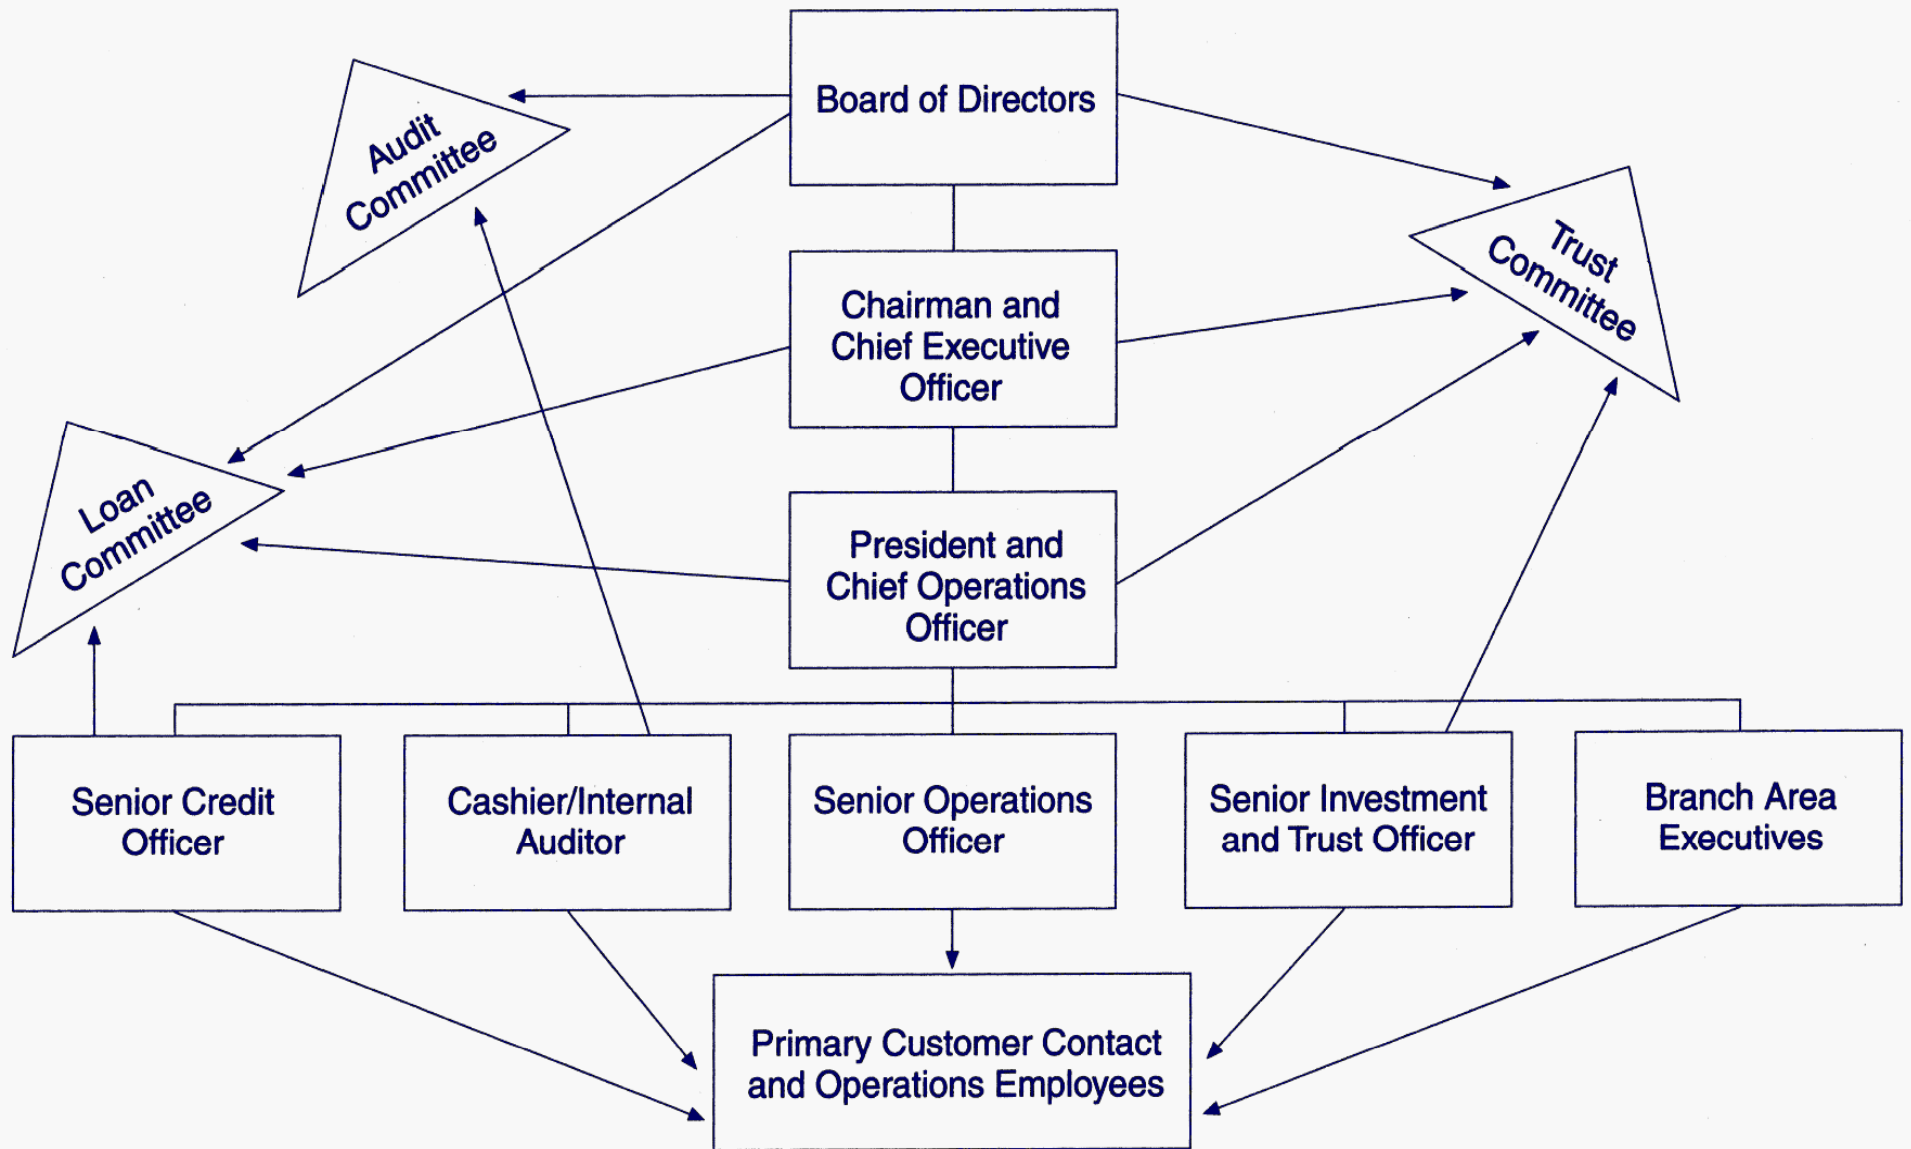 Board of Directors
Audit
Committee
Trust
Committee
Chairman and
Chief Executive
Officer
Loan
Committee
President and
Chief Operations
Officer
Senior Credit
Officer
Cashier/Internal
Auditor
Senior Operations
Officer
Senior Investment
and Trust Officer
Branch Area
Executives
Primary Customer Contact
and Operations Employees